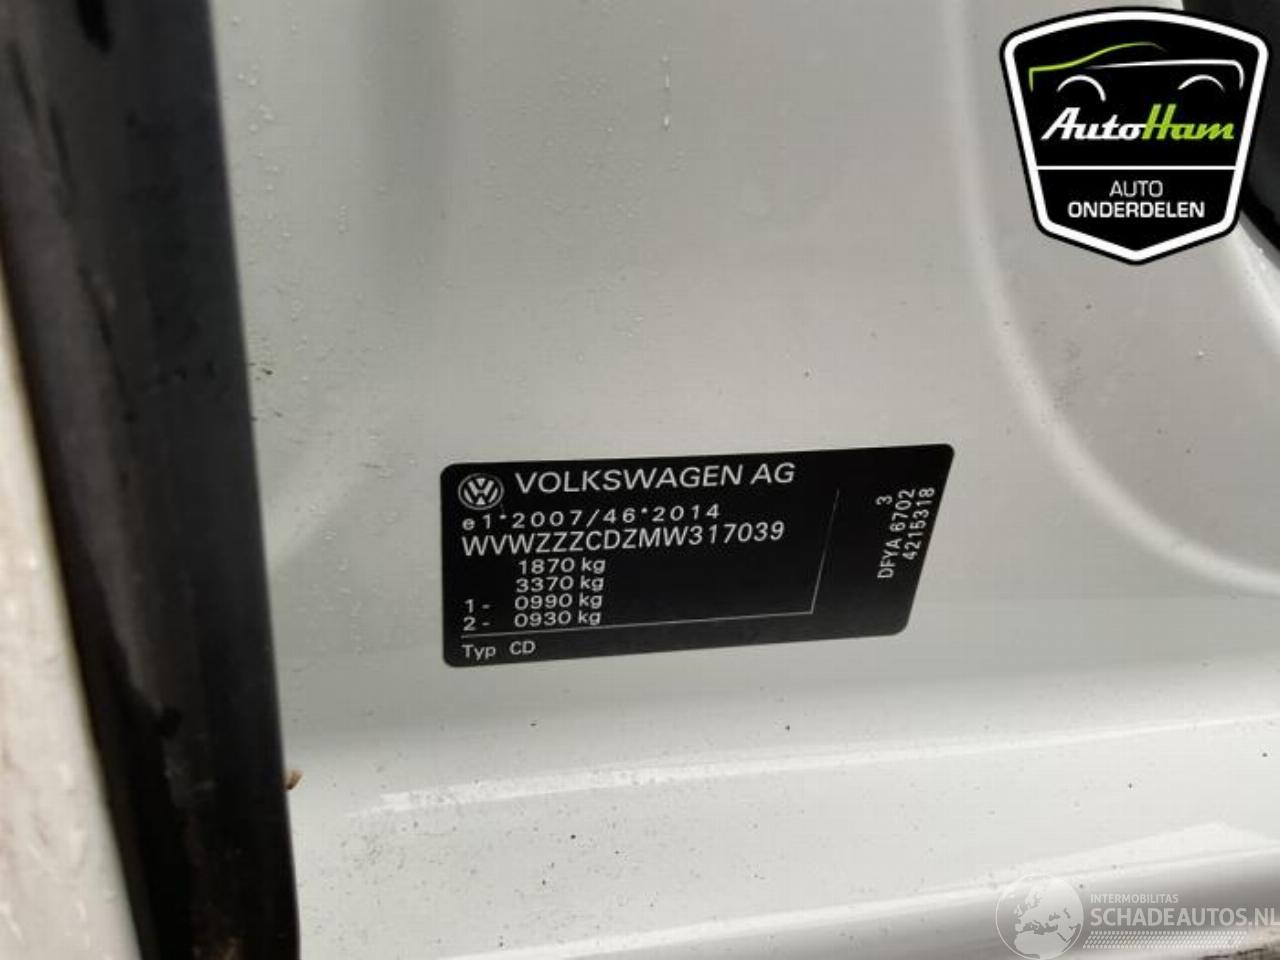 AutoHam
AUTO
ONDERDELEN
VOLKSWAGEN AG
e1*2007/46*2014
WVWZZZCDZMW317039
1870 kg
3370 kg
1- 0990 kg
2- 0930 kg
Typ CD
3
DFYA 6702
4215318
INTERMOBILITAS
SCHADEAUTOS.NL